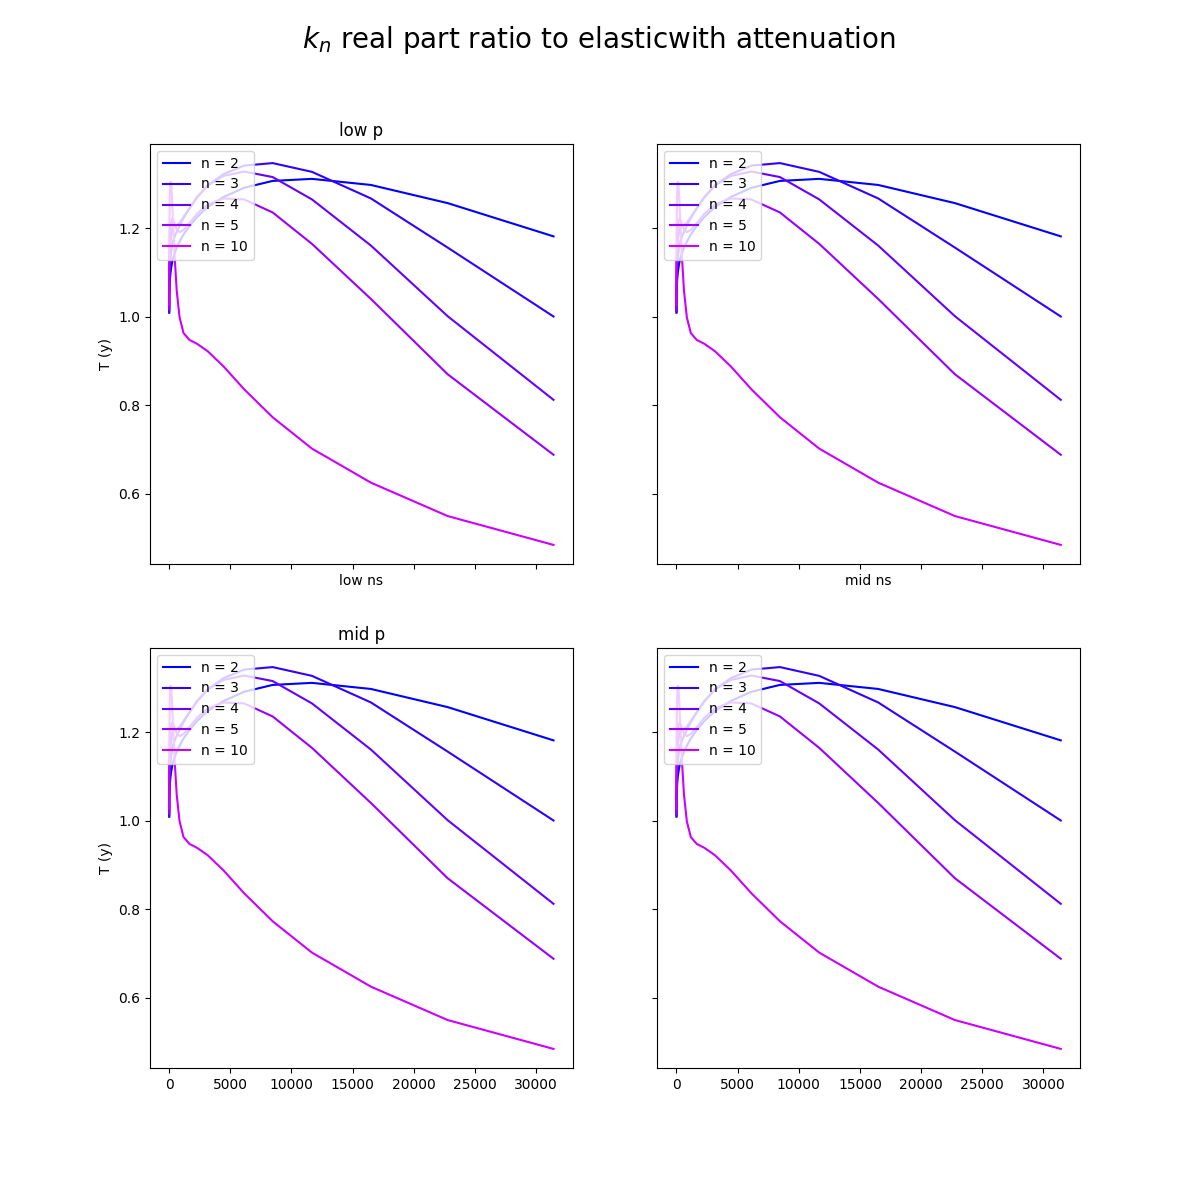 kₙ real part ratio to elasticwith attenuation
low p
n = 2
n = 3
n = 4
n = 5
n = 10
1.2
1.0
0.8
0.6
T (y)
low ns
n = 2
n = 3
n = 4
n = 5
n = 10
mid ns
mid p
n = 2
n = 3
n = 4
n = 5
n = 10
1.2
1.0
0.8
0.6
T (y)
0 5000 10000 15000 20000 25000 30000
n = 2
n = 3
n = 4
n = 5
n = 10
0 5000 10000 15000 20000 25000 30000